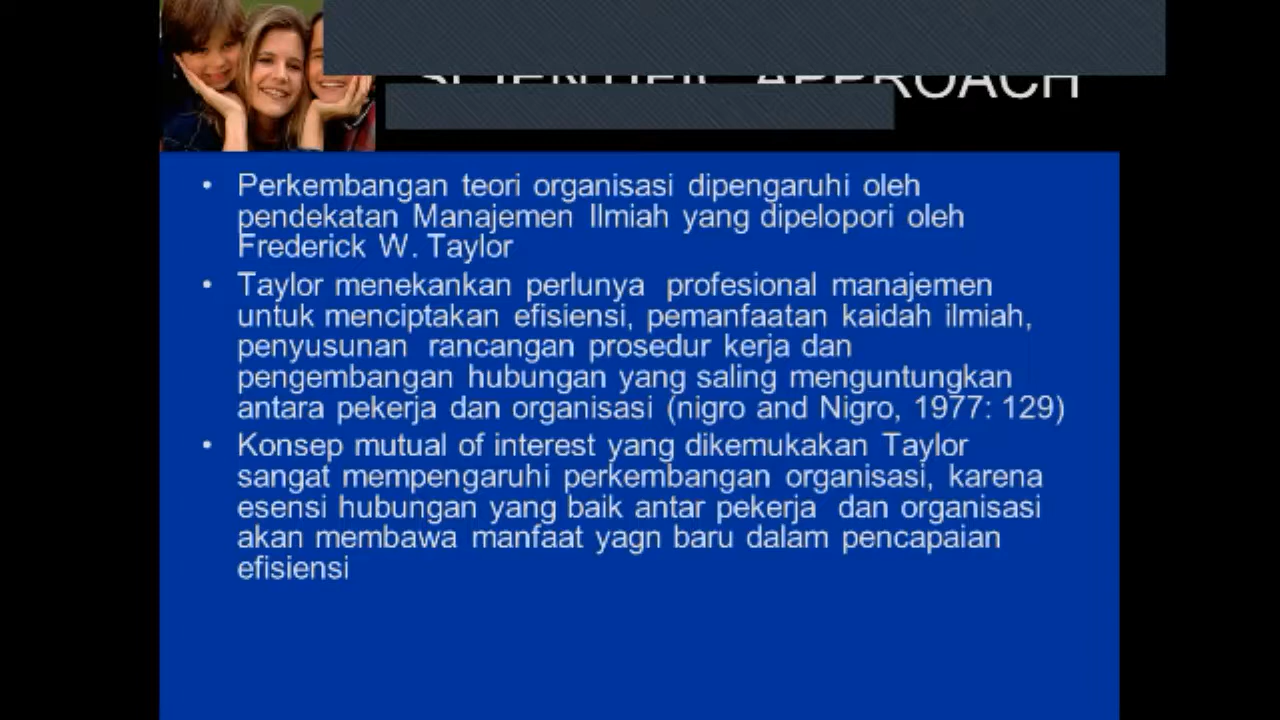 APPROACH
• Perkembangan teori organisasi dipengaruhi oleh
pendekatan Manajemen Ilmiah yang dipelopori oleh
Frederick W. Taylor
• Taylor menekankan perlunya profesional manajemen
untuk menciptakan efisiensi, pemanfaatan kaidah ilmiah,
penyusunan rancangan prosedur kerja dan
pengembangan hubungan yang saling menguntungkan
antara pekerja dan organisasi (nigro and Nigro, 1977: 129)
• Konsep mutual of interest yang dikemukakan Taylor
sangat mempengaruhi perkembangan organisasi, karena
esensi hubungan yang baik antar pekerja dan organisasi
akan membawa manfaat yagn baru dalam pencapaian
efisiensi